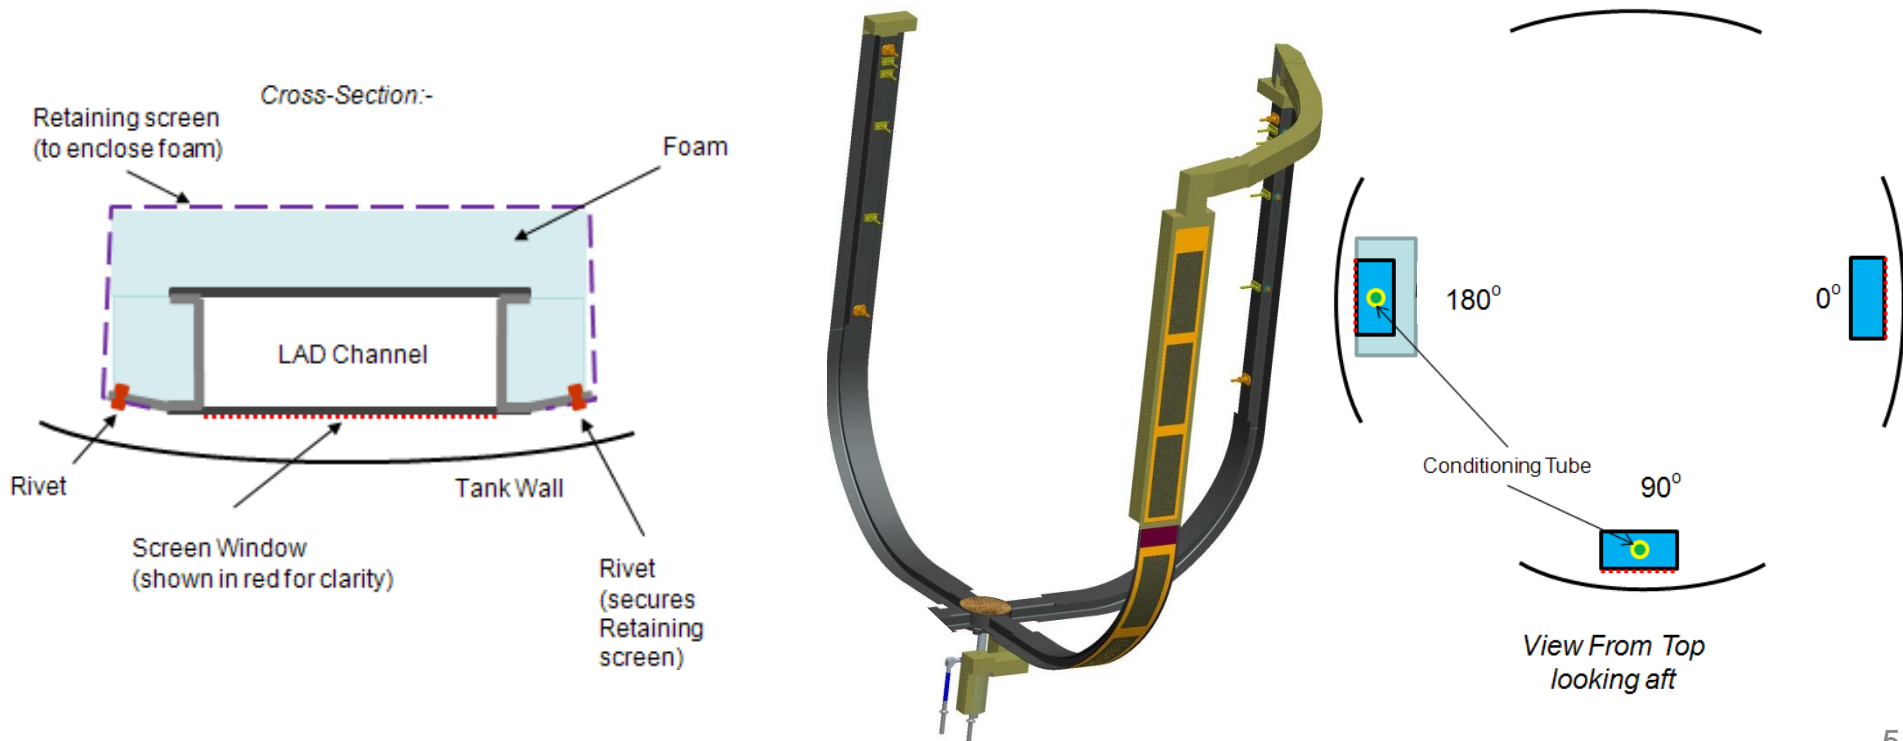 Cross-Section:-
Retaining screen
(to enclose foam)
Foam
LAD Channel
Rivet
Tank Wall
Screen Window
(shown in red for clarity)
Rivet
(secures
Retaining
screen)
180°
0°
Conditioning Tube
90°
View From Top
looking aft
5